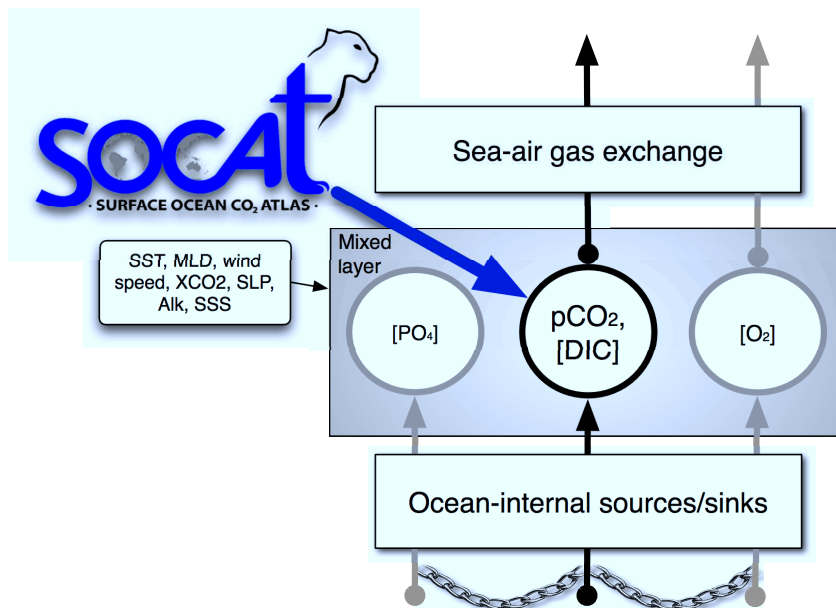 SOCAT
· SURFACE OCEAN CO₂ ATLAS ·
Sea-air gas exchange
Mixed
layer
SST, MLD, wind
speed, XCO2, SLP,
Alk, SSS
[PO₄]
pCO₂,
[DIC]
[O₂]
Ocean-internal sources/sinks